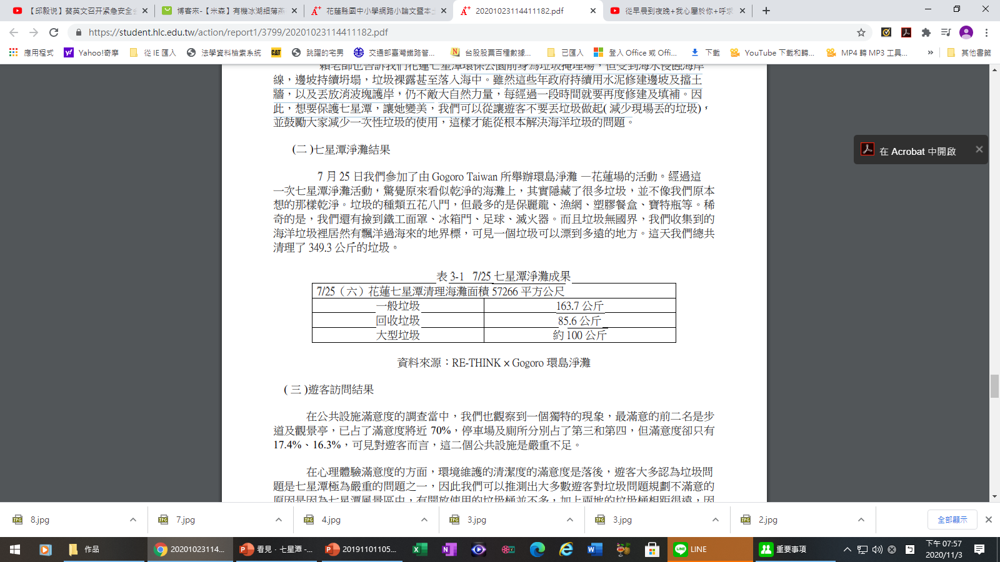 【邱毅说】蔡英文召开紧急安全
博客來-【米森】有機冰湖細薄燕
花蓮縣國中小學網路小論文暨本土
20201023114411182.pdf
從早晨到夜晚+我心屬於你+呼求
https://student.hlc.edu.tw/action/report1/3799/20201023114411182.pdf
應用程式
Yahoo!奇摩
從 IE 匯入
法學資料檢索系統
CAT
跳躍的宅男
交通部臺灣鐵路管...
台股股票百種數據...
已匯入
登入 Office 或 Offi...
下載
YouTube 下載和轉...
MP4 轉 MP3 工具...
»
其他書籤
賴老師也告訴我們花蓮七星潭環保公園前身為垃圾掩埋場，但受到海水侵蝕海岸
線，邊坡持續坍塌，垃圾裸露甚至落入海中。雖然這些年政府持續用水泥修建邊坡及擋土
牆，以及丟放消波塊護岸，仍不敵大自然力量，每經過一段時間就要再度修建及填補。因
此，想要保護七星潭，讓她變美，我們可以從讓遊客不要丟垃圾做起( 減少現場丟的垃圾)，
並鼓勵大家減少一次性垃圾的使用，這樣才能從根本解決海洋垃圾的問題。
在 Acrobat 中開啟
(二 )七星潭淨灘結果
7 月 25 日我們參加了由 Gogoro Taiwan 所舉辦環島淨灘 —花蓮場的活動。經過這
一次七星潭淨灘活動，驚覺原來看似乾淨的海灘上，其實隱藏了很多垃圾，並不像我們原本
想的那樣乾淨。垃圾的種類五花八門，但最多的是保麗龍、漁網、塑膠餐盒、寶特瓶等。稀
奇的是，我們還有撿到鐵工面罩、冰箱門、足球、滅火器。而且垃圾無國界，我們收集到的
海洋垃圾裡居然有飄洋過海來的地界標，可見一個垃圾可以漂到多遠的地方。這天我們總共
清理了 349.3 公斤的垃圾。
表 3-1 7/25 七星潭淨灘成果
7/25（六）花蓮七星潭清理海灘面積 57266 平方公尺
一般垃圾 163.7 公斤
回收垃圾 85.6 公斤
大型垃圾 約 100 公斤
資料來源：RE-THINK × Gogoro 環島淨灘
( 三 )遊客訪問結果
在公共設施滿意度的調查當中，我們也觀察到一個獨特的現象，最滿意的前二名是步
道及觀景亭，已占了滿意度將近 70%，停車場及廁所分別占了第三和第四，但滿意度卻只有
17.4%、16.3%，可見對遊客而言，這二個公共設施是嚴重不足。
在心理體驗滿意度的方面，環境維護的清潔度的滿意度是落後，遊客大多認為垃圾問
題是七星潭極為嚴重的問題之一，因此我們可以推測出大多數遊客對垃圾問題規劃不滿意的
原因是因為七星潭風景區中，有開放使用的垃圾桶並不多，加上兩地的垃圾桶相距很遠，因
8.jpg
7.jpg
4.jpg
3.jpg
3.jpg
2.jpg
全部顯示
作品
2020102311​4...
看見．七星潭 -...
20191101105...
LINE
重要事項
下午 07:57
2020/11/3